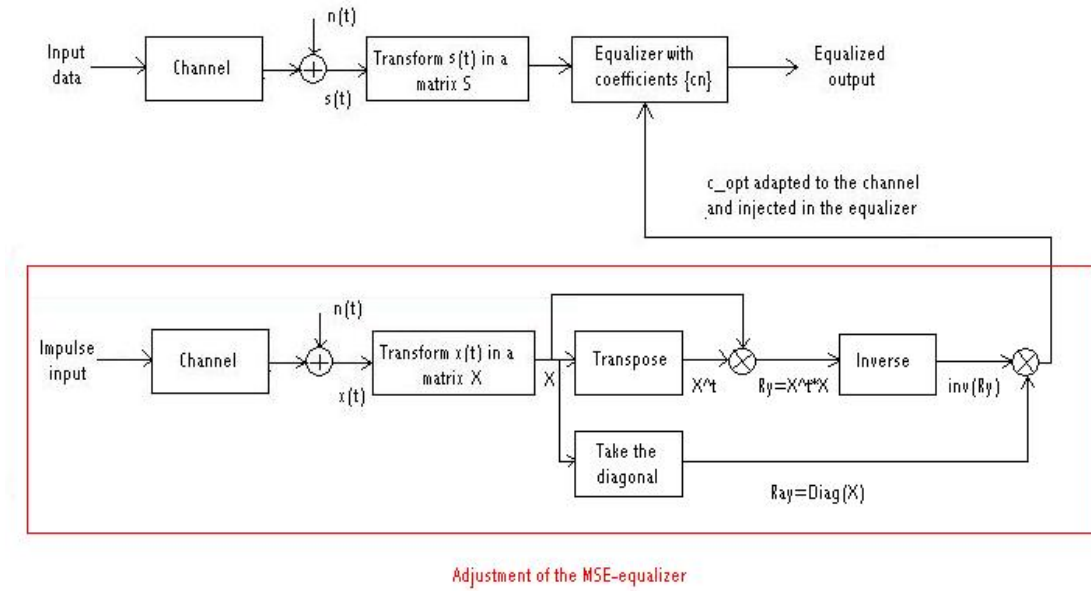 n(t)
Input
data
Channel
+
s(t)
Transform s(t) in a
matrix S
Equalizer with
coefficients {cn}
Equalized
output
c_opt adapted to the channel
and injected in the equalizer
n(t)
Impulse
input
Channel
+
x(t)
Transform x(t) in a
matrix X
X
Transpose
X^t
Ry=X^t*X
Inverse
inv(Ry)
Take the
diagonal
Ray=Diag(X)
Adjustment of the MSE-equalizer